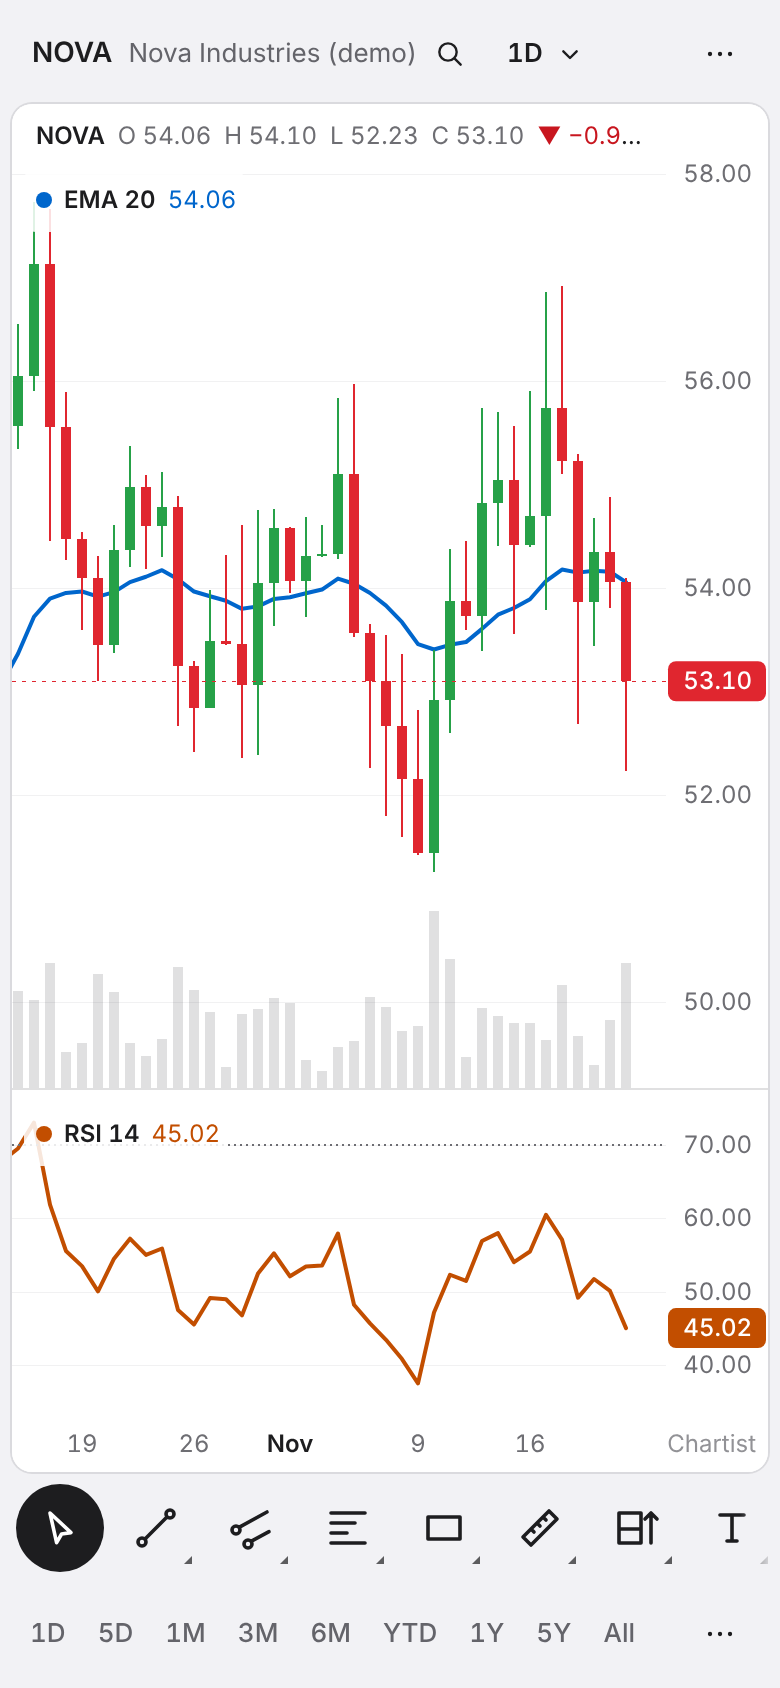 NOVA Nova Industries (demo) 1D ...
NOVA O 54.06 H 54.10 L 52.23 C 53.10 ▼ −0.9...
EMA 20 54.06
58.00
56.00
54.00
53.10
52.00
50.00
RSI 14 45.02
70.00
60.00
50.00
45.02
40.00
19 26 Nov 9 16 Chartist
T
1D 5D 1M 3M 6M YTD 1Y 5Y All ...